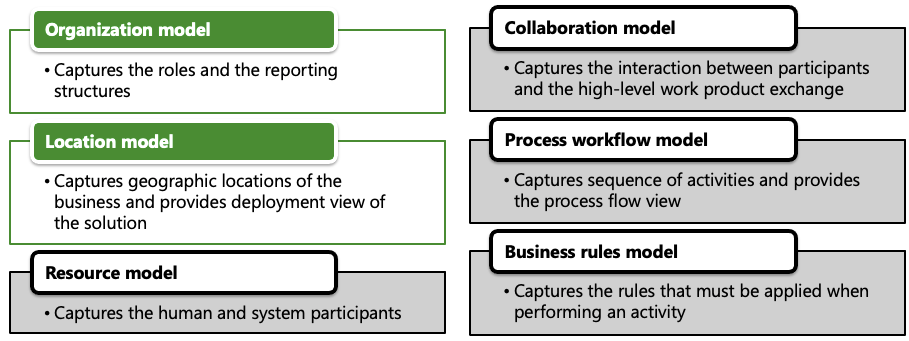 Organization model
• Captures the roles and the reporting
structures
Location model
• Captures geographic locations of the
business and provides deployment view of
the solution
Resource model
• Captures the human and system participants
Collaboration model
• Captures the interaction between participants
and the high-level work product exchange
Process workflow model
• Captures sequence of activities and provides
the process flow view
Business rules model
• Captures the rules that must be applied when
performing an activity